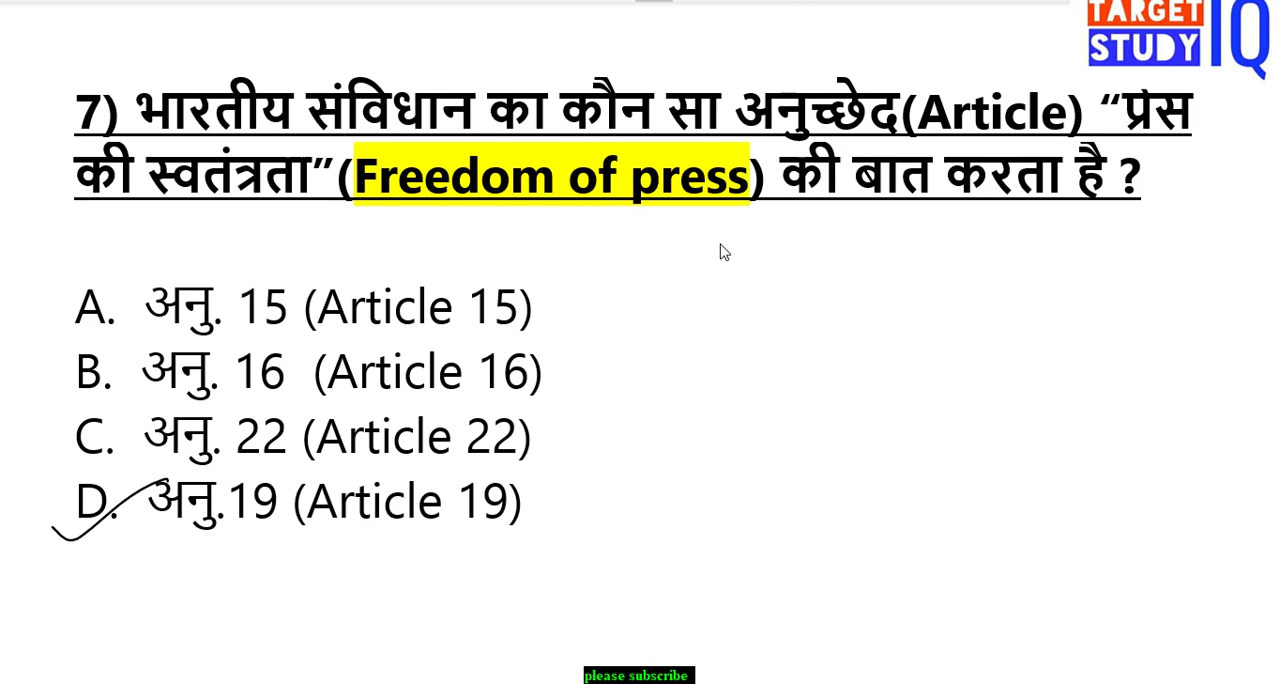 TARGET
STUDY
IQ
7) भारतीय संविधान का कौन सा अनुच्छेद(Article) “प्रेस
की स्वतंत्रता”(Freedom of press) की बात करता है ?
A. अनु. 15 (Article 15)
B. अनु. 16 (Article 16)
C. अनु. 22 (Article 22)
D. अनु.19 (Article 19)
please subscribe